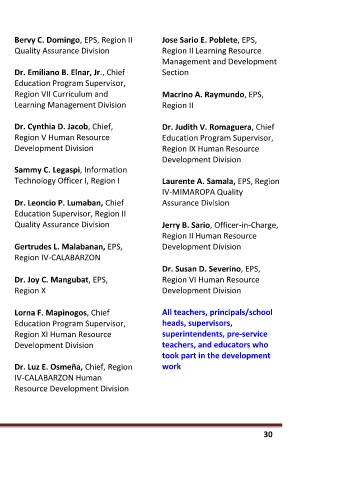 Bervy C. Domingo, EPS, Region II
Quality Assurance Division
Dr. Emiliano B. Elnar, Jr., Chief
Education Program Supervisor,
Region VII Curriculum and
Learning Management Division
Dr. Cynthia D. Jacob, Chief,
Region V Human Resource
Development Division
Sammy C. Legaspi, Information
Technology Officer I, Region I
Dr. Leoncio P. Lumaban, Chief
Education Supervisor, Region II
Quality Assurance Division
Gertrudes L. Malabanan, EPS,
Region IV-CALABARZON
Dr. Joy C. Mangubat, EPS,
Region X
Lorna F. Mapinogos, Chief
Education Program Supervisor,
Region XI Human Resource
Development Division
Dr. Luz E. Osmeña, Chief, Region
IV-CALABARZON Human
Resource Development Division
Jose Sario E. Poblete, EPS,
Region II Learning Resource
Management and Development
Section
Macrino A. Raymundo, EPS,
Region II
Dr. Judith V. Romaguera, Chief
Education Program Supervisor,
Region IX Human Resource
Development Division
Laurente A. Samala, EPS, Region
IV-MIMAROPA Quality
Assurance Division
Jerry B. Sario, Officer-in-Charge,
Region II Human Resource
Development Division
Dr. Susan D. Severino, EPS,
Region VI Human Resource
Development Division
All teachers, principals/school
heads, supervisors,
superintendents, pre-service
teachers, and educators who
took part in the development
work
30